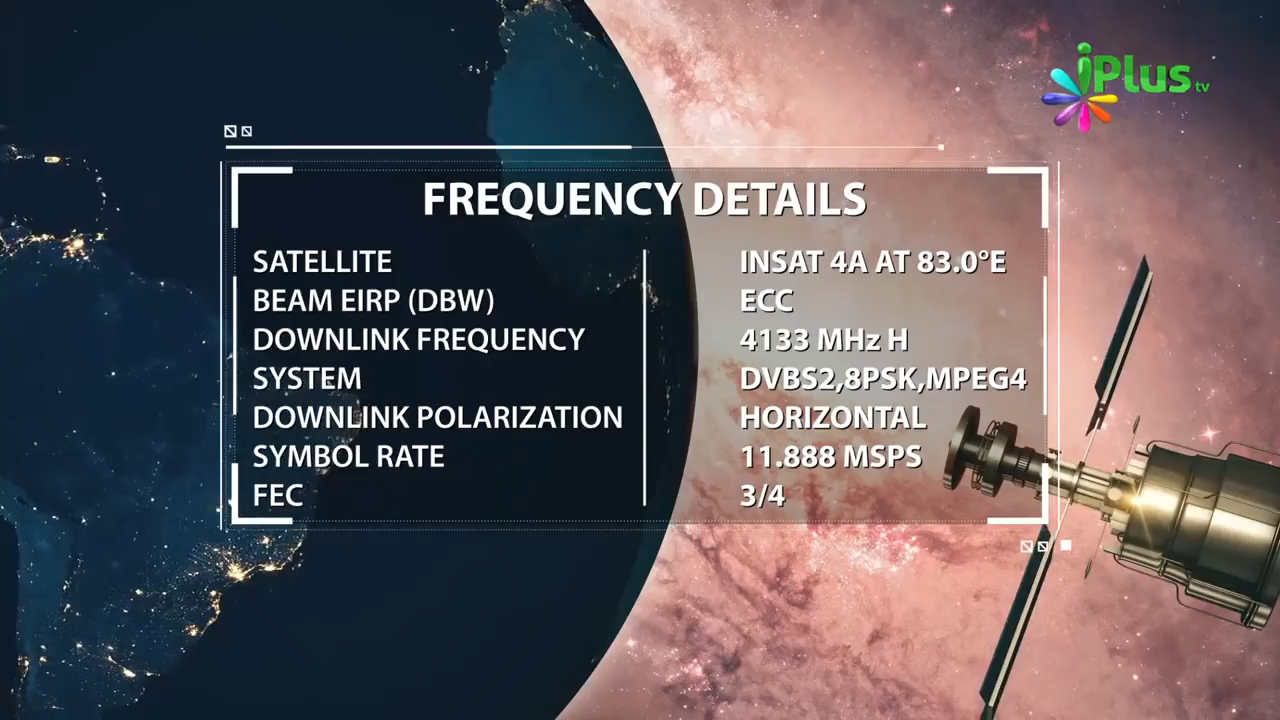 iPlus tv
FREQUENCY DETAILS
SATELLITE INSAT 4A AT 83.0°E
BEAM EIRP (DBW) ECC
DOWNLINK FREQUENCY 4133 MHz H
SYSTEM DVBS2,8PSK,MPEG4
DOWNLINK POLARIZATION HORIZONTAL
SYMBOL RATE 11.888 MSPS
FEC 3/4